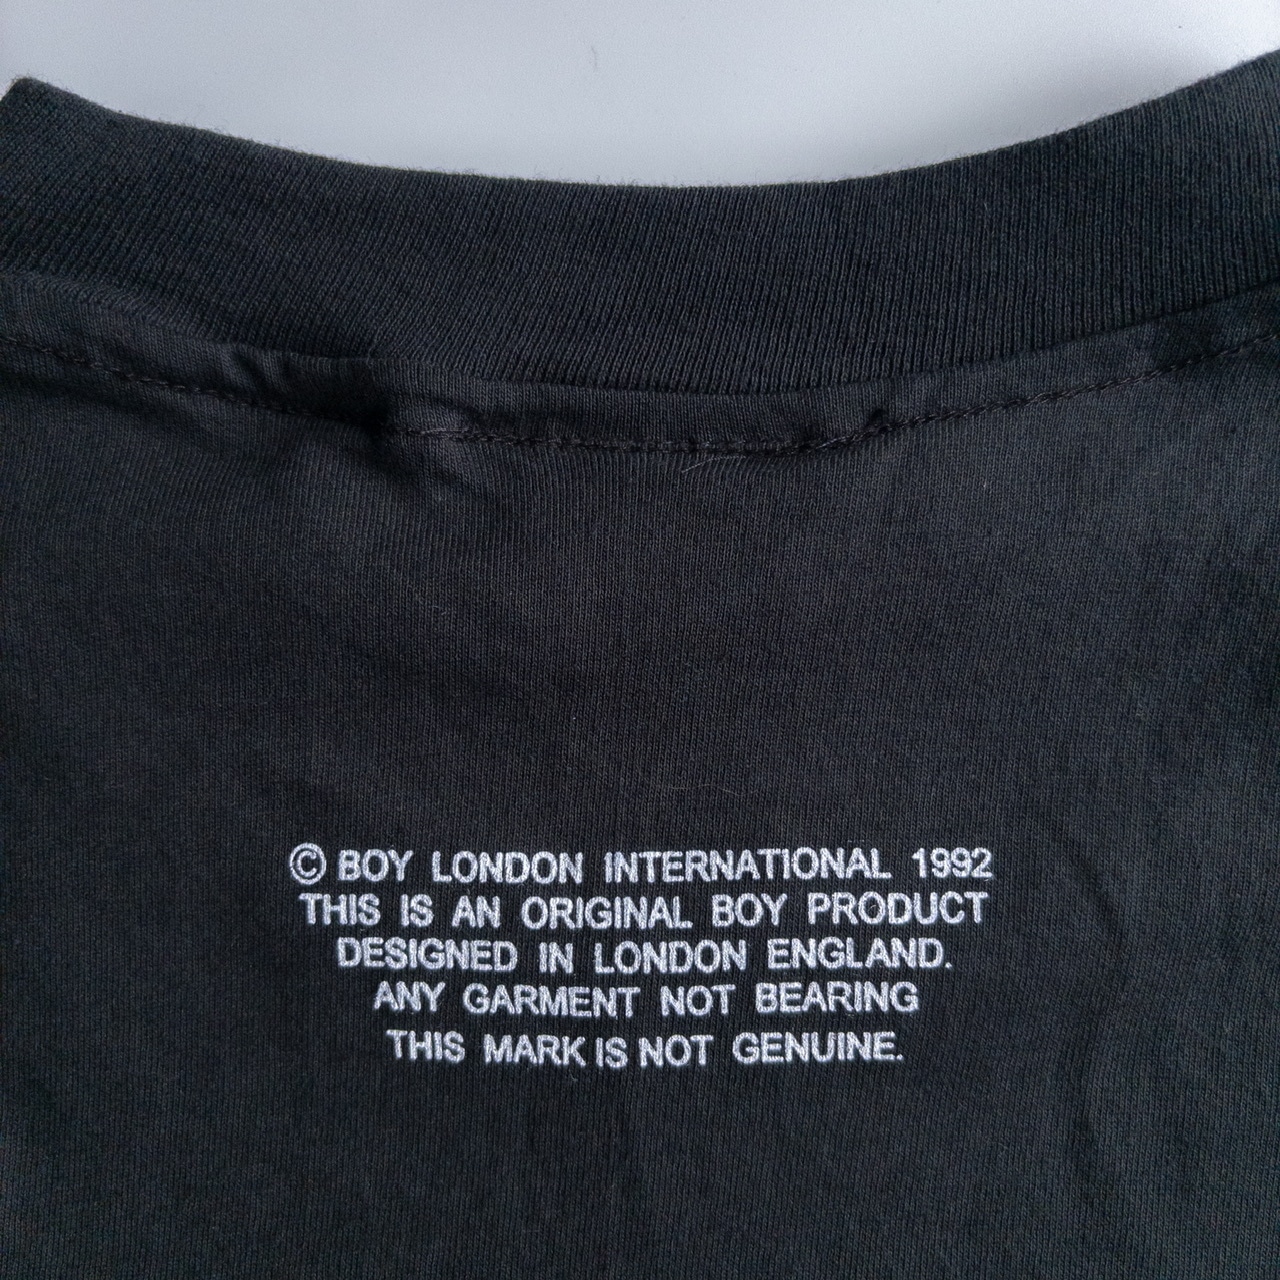 © BOY LONDON INTERNATIONAL 1992
THIS IS AN ORIGINAL BOY PRODUCT
DESIGNED IN LONDON ENGLAND.
ANY GARMENT NOT BEARING
THIS MARK IS NOT GENUINE.